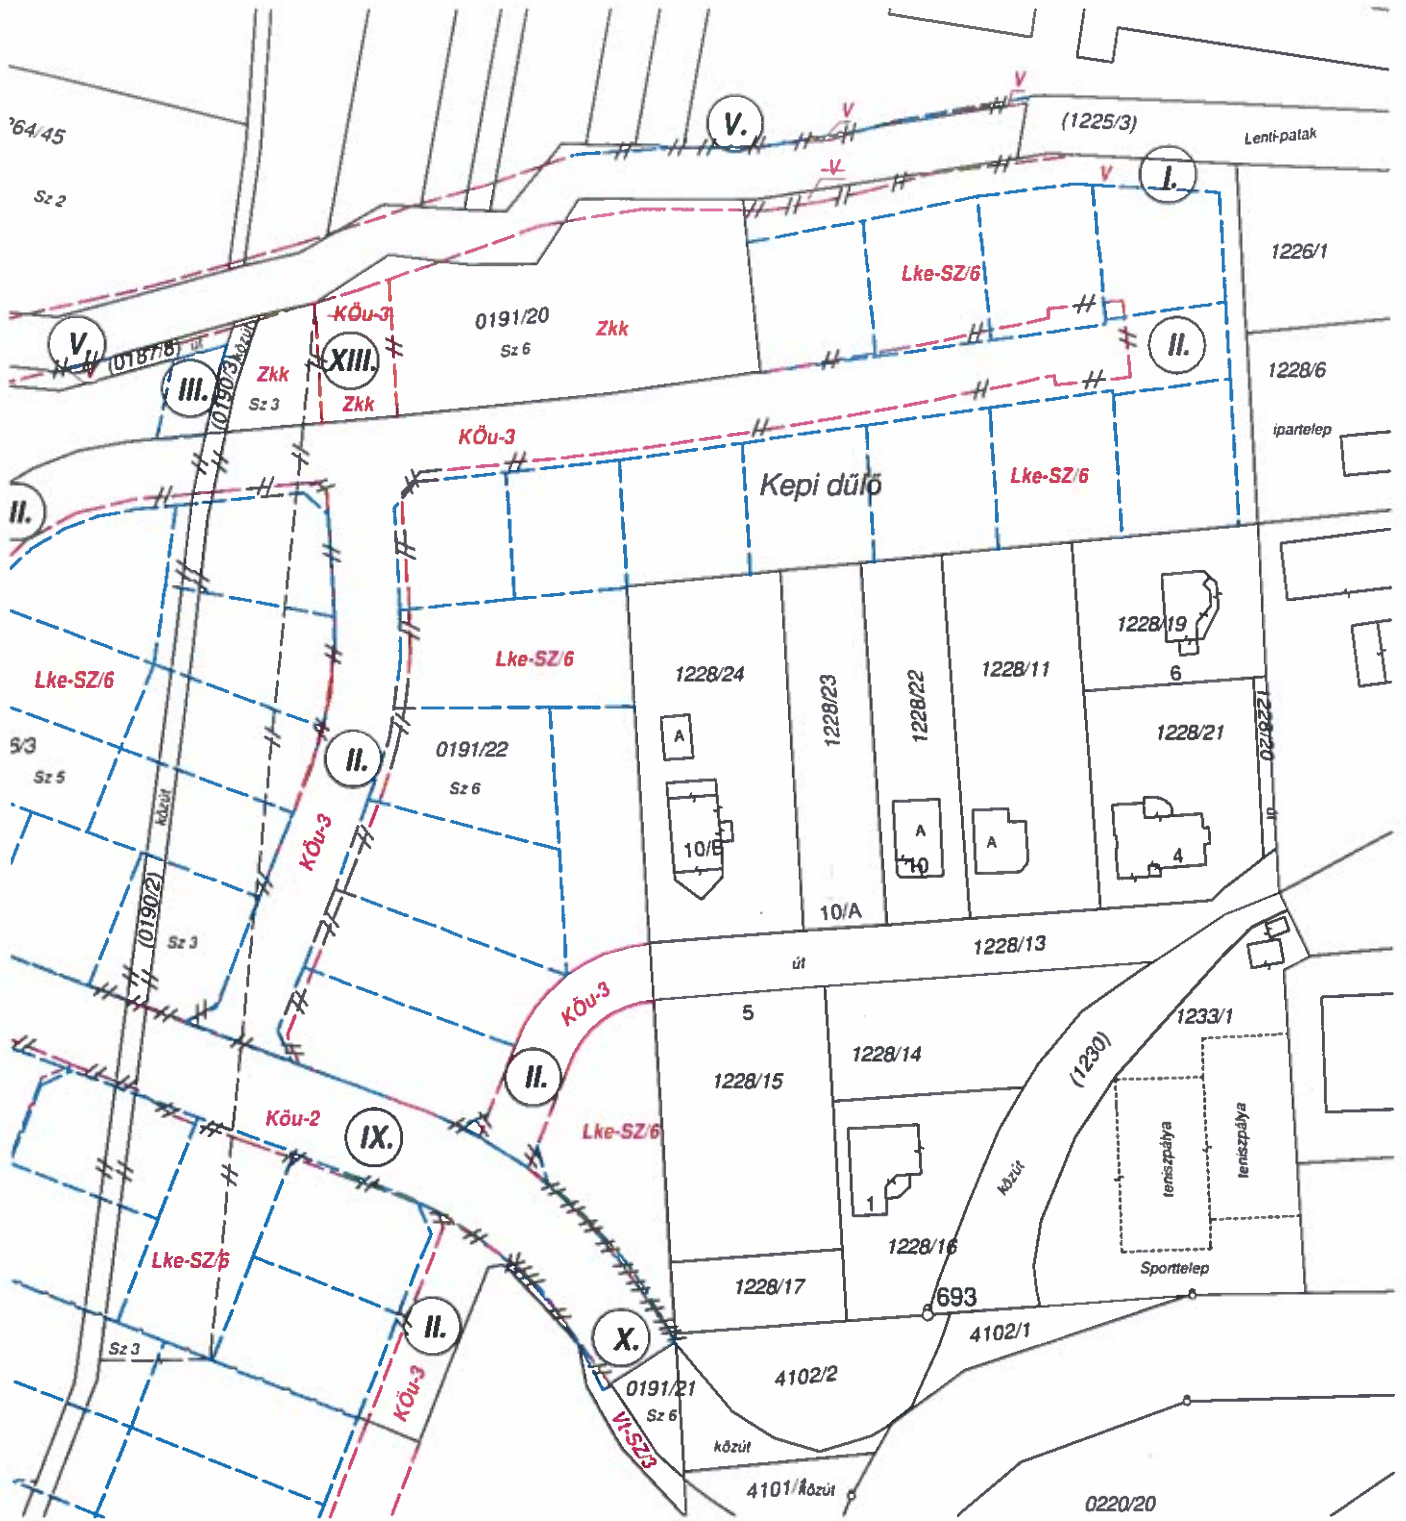 V
V
V.
(1225/3)
Lenti-patak
764/45
Sz 2
V
V
I.
1226/1
Lke-SZ/6
KÖu-3
0191/20
Sz 6
Zkk
V.
V
(0187/8)
út
(0190/3)
közút
XIII.
II.
III.
Zkk
Sz 3
Zkk
1228/6
ipartelep
KÖu-3
Kepi dűlő
Lke-SZ/6
II.
Lke-SZ/6
Lke-SZ/6
1228/24
1228/23
1228/22
1228/11
1228/19
6
1228/20
út
1228/21
II.
0191/22
Sz 6
6/3
Sz 5
közút
KÖu-3
A
10/B
A
10
A
4
(0190/2)
Sz 3
10/A
1228/13
út
KÖu-3
5
1233/1
1228/14
(1230)
1228/15
II.
Köu-2
IX.
Lke-SZ/6
teniszpálya
teniszpálya
közút
1
1228/16
Lke-SZ/6
Sporttelep
1228/17
693
II.
X.
4102/1
Sz 3
4102/2
0191/21
Sz 6
KÖu-3
Vt-SZ/3
közút
4101/1
közút
0220/20